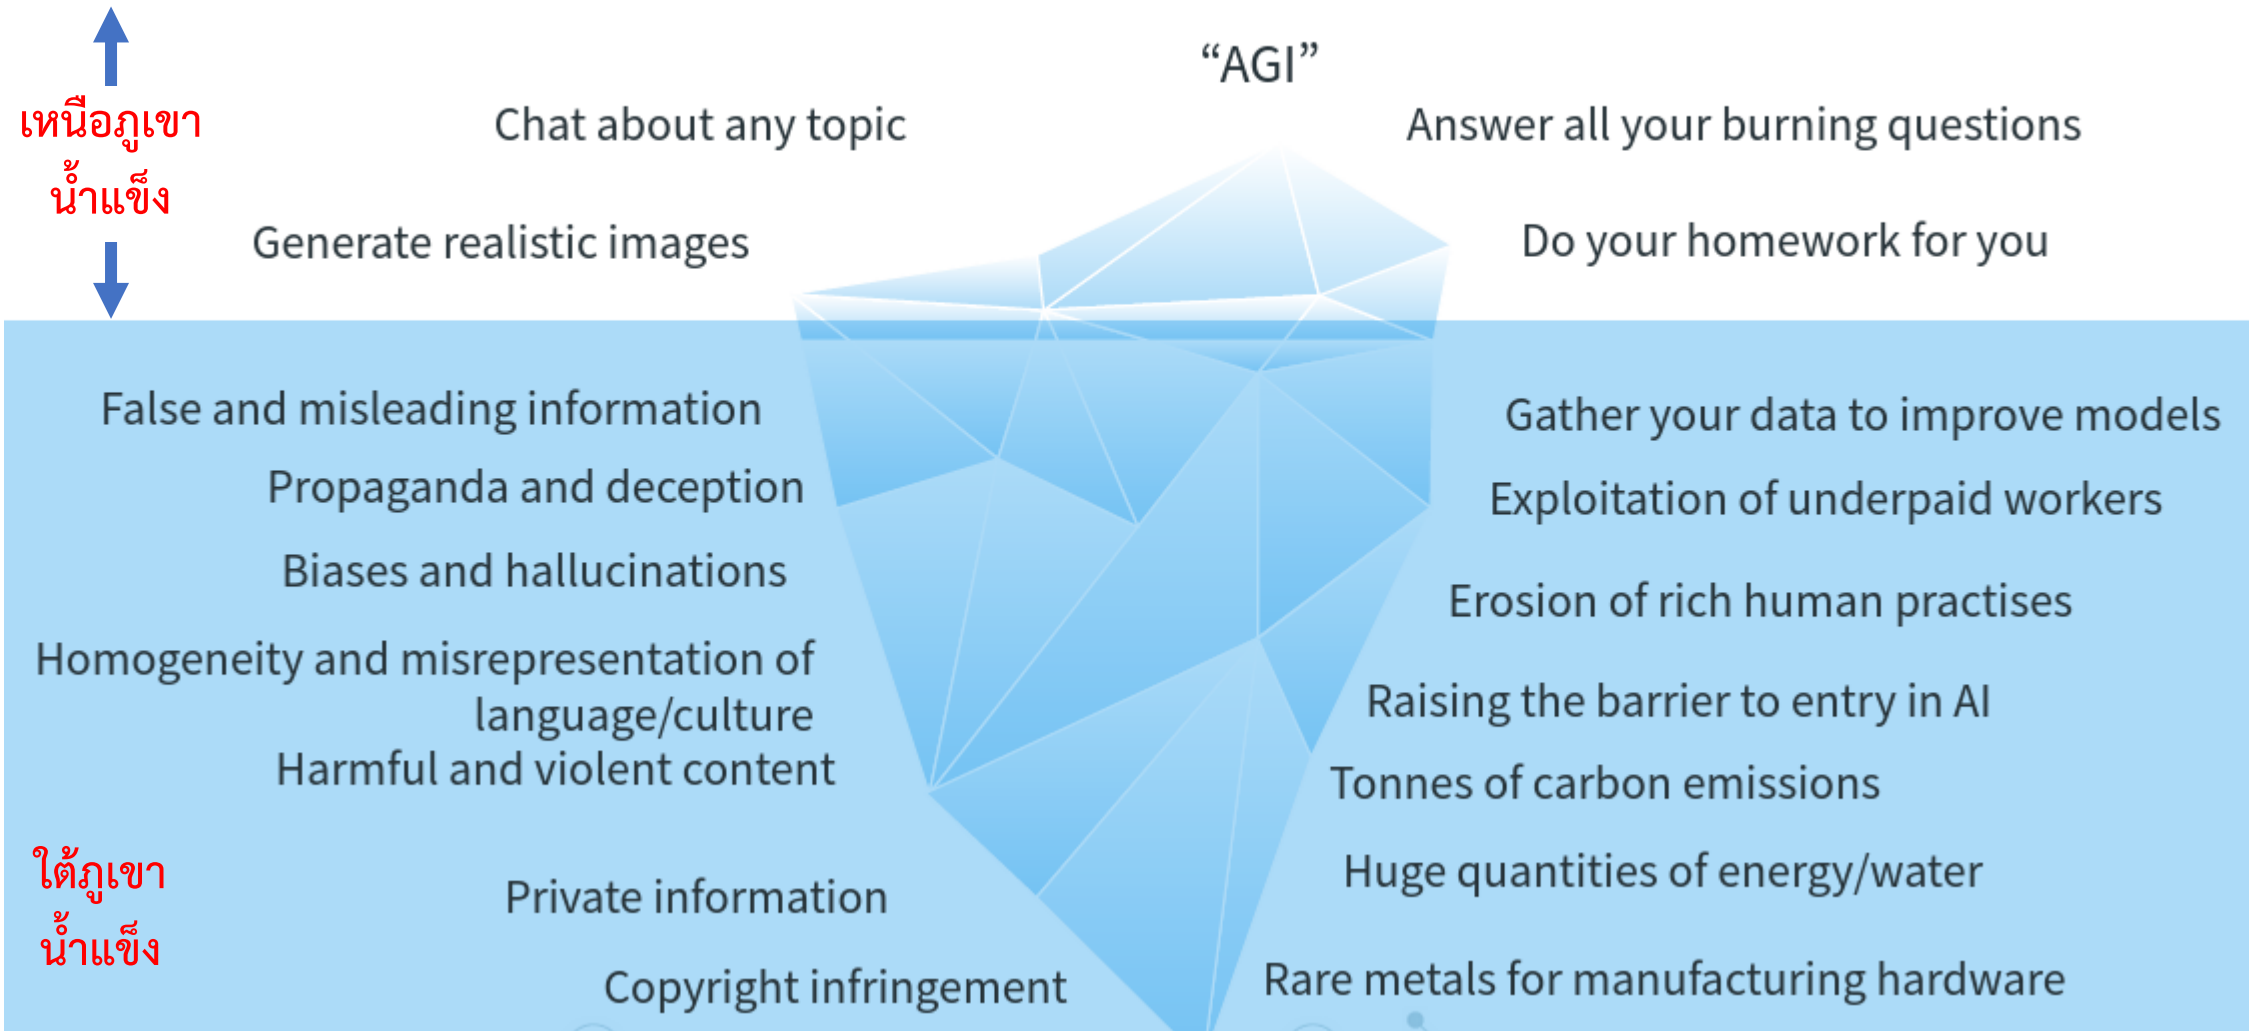 “AGI”
Chat about any topic
Answer all your burning questions
เหนือภูเขา
น้ำแข็ง
Generate realistic images
Do your homework for you
False and misleading information
Gather your data to improve models
Propaganda and deception
Exploitation of underpaid workers
Biases and hallucinations
Erosion of rich human practises
Homogeneity and misrepresentation of
language/culture
Raising the barrier to entry in AI
Harmful and violent content
Tonnes of carbon emissions
ใต้ภูเขา
น้ำแข็ง
Huge quantities of energy/water
Private information
Copyright infringement
Rare metals for manufacturing hardware